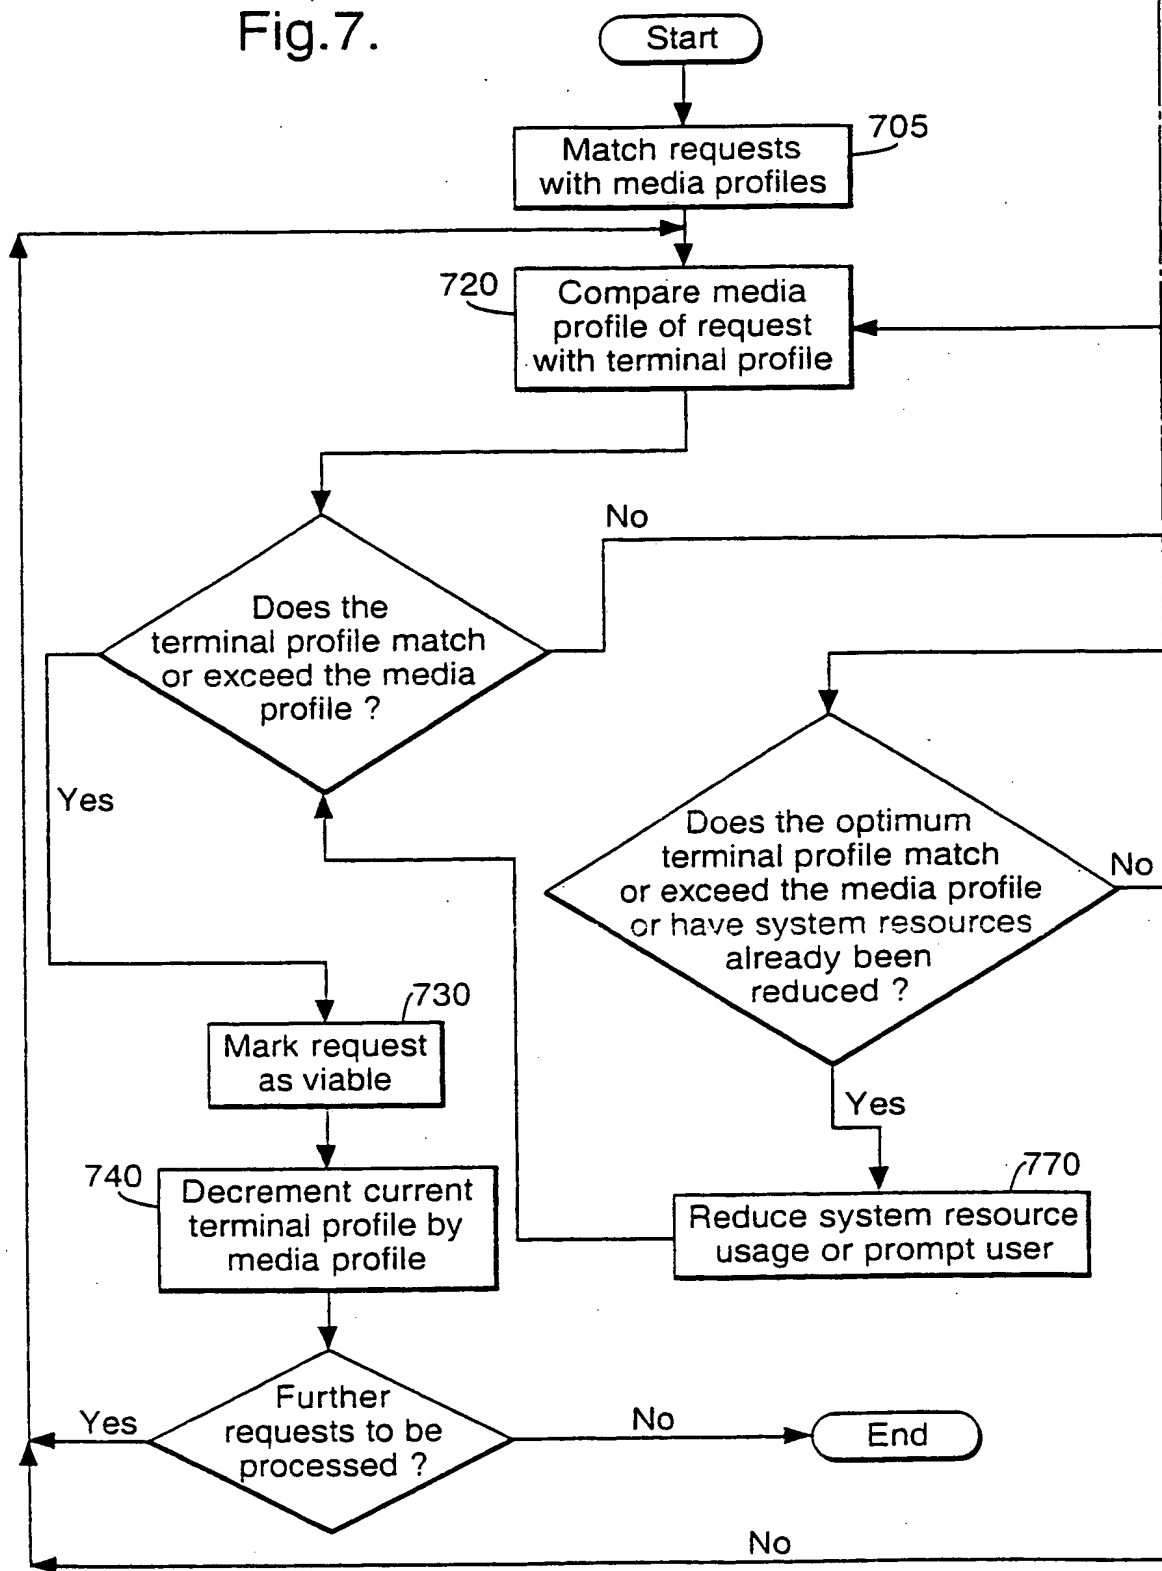 Fig.7.
Start
705
Match requests
with media profiles
720
Compare media
profile of request
with terminal profile
No
Does the
terminal profile match
or exceed the media
profile ?
Yes
Does the optimum
terminal profile match
or exceed the media profile
or have system resources
already been
reduced ?
No
730
Mark request
as viable
Yes
740
Decrement current
terminal profile by
media profile
770
Reduce system resource
usage or prompt user
Further
requests to be
processed ?
Yes
No
End
No